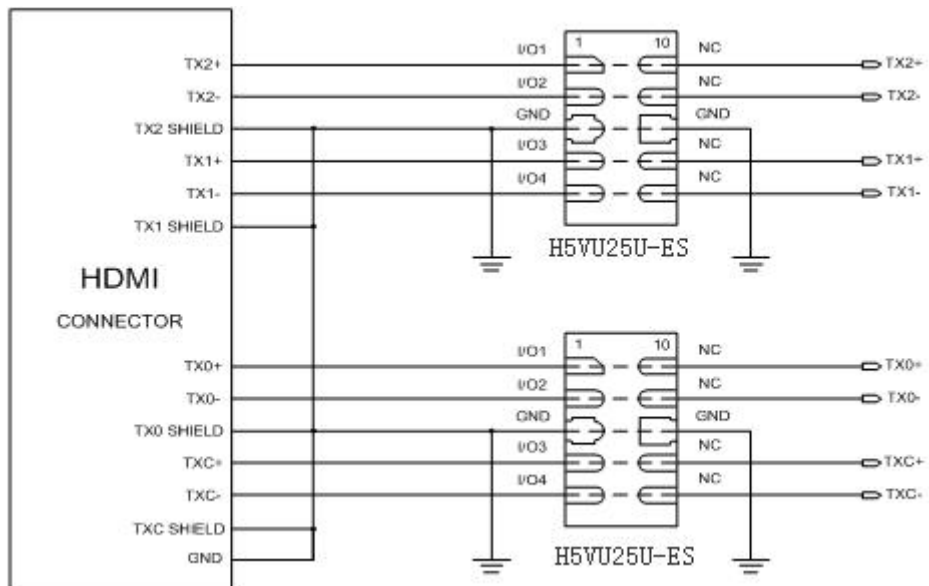 I/O1 1 10 NC
TX2+ TX2+
I/O2 NC
TX2- TX2-
GND GND
TX2 SHIELD
I/O3 NC
TX1+ TX1+
I/O4 NC
TX1- TX1-
TX1 SHIELD
H5VU25U-ES
HDMI
CONNECTOR
I/O1 1 10 NC
TX0+ TX0+
I/O2 NC
TX0- TX0-
GND GND
TX0 SHIELD
I/O3 NC
TXC+ TXC+
I/O4 NC
TXC- TXC-
TXC SHIELD
GND
H5VU25U-ES